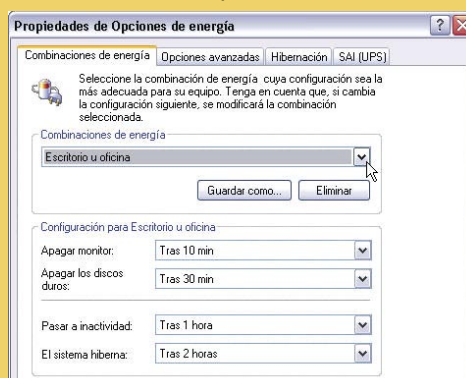 Propiedades de Opciones de energía
Combinaciones de energía
Opciones avanzadas
Hibernación
SAI (UPS)
Seleccione la combinación de energía cuya configuración sea la
más adecuada para su equipo. Tenga en cuenta que, si cambia
la configuración siguiente, se modificará la combinación
seleccionada.
Combinaciones de energía
Escritorio u oficina
Guardar como...
Eliminar
Configuración para Escritorio u oficina
Apagar monitor:
Tras 10 min
Apagar los discos
duros:
Tras 30 min
Pasar a inactividad:
Tras 1 hora
El sistema hiberna:
Tras 2 horas